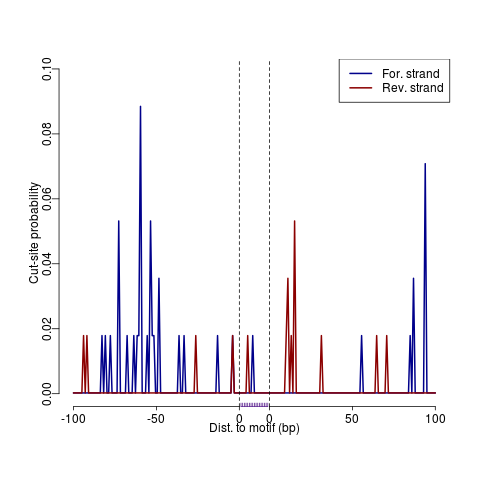 For. strand
Rev. strand
Cut-site probability
0.10
0.08
0.06
0.04
0.02
0.00
-100 -50 0 0 50 100
Dist. to motif (bp)